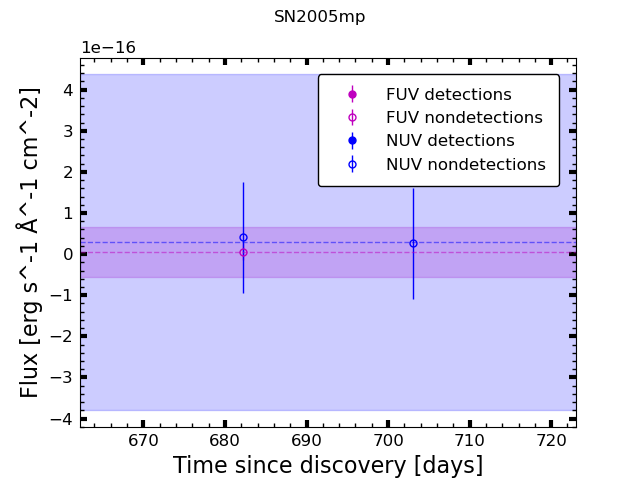 SN2005mp
1e−16
FUV detections
FUV nondetections
NUV detections
NUV nondetections
4
3
2
1
0
−1
−2
−3
−4
Flux [erg s^-1 Å^-1 cm^-2]
670 680 690 700 710 720
Time since discovery [days]